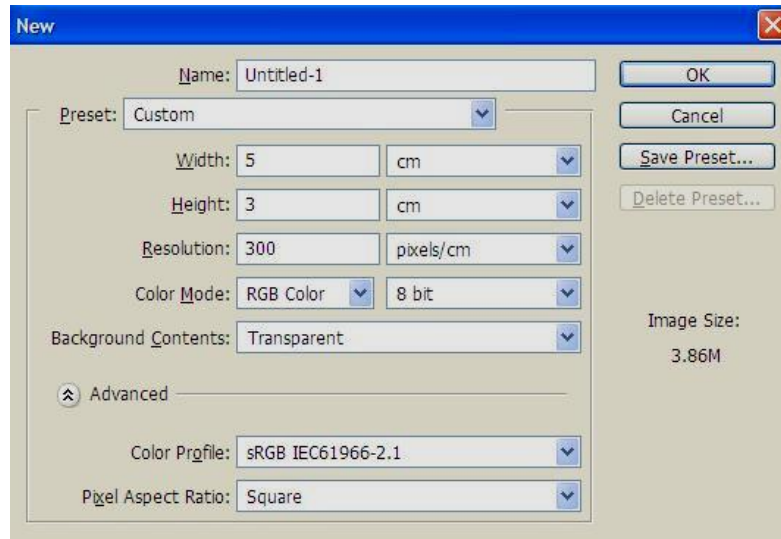 New
Name: Untitled-1
OK
Preset: Custom
Cancel
Width: 5 cm
Save Preset...
Height: 3 cm
Delete Preset...
Resolution: 300 pixels/cm
Color Mode: RGB Color 8 bit
Background Contents: Transparent
Image Size:
3.86M
Advanced
Color Profile: sRGB IEC61966-2.1
Pixel Aspect Ratio: Square